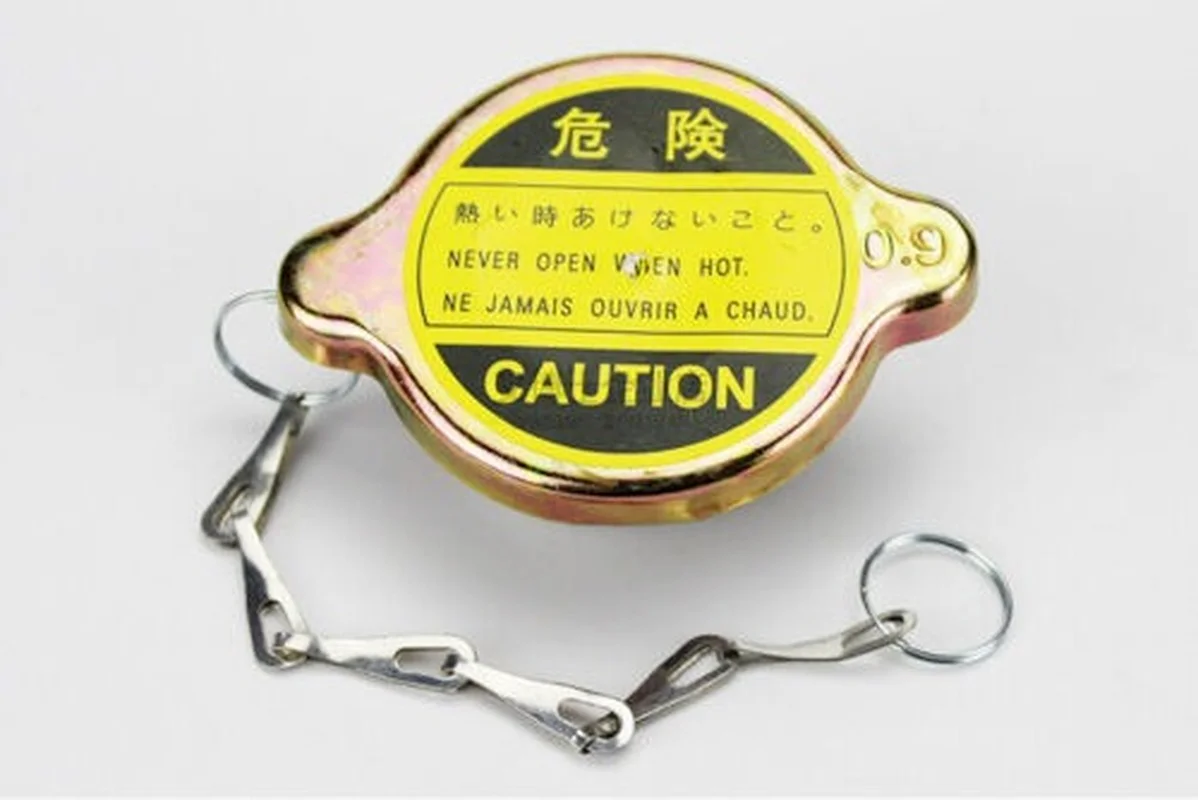 危険
熱い時あけないこと。
0.9
NEVER OPEN WHEN HOT.
NE JAMAIS OUVRIR A CHAUD.
CAUTION